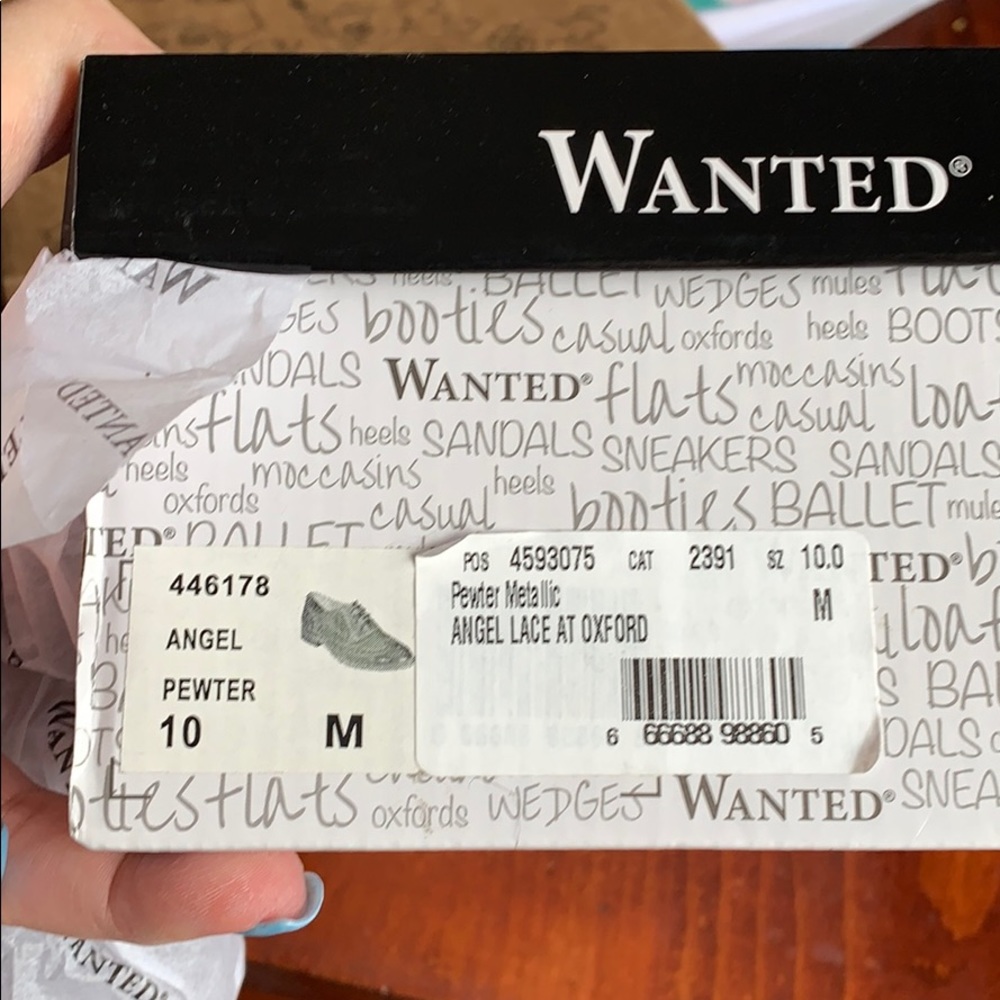 WANTED®
heels BALLET WEDGES mules
booties casual oxfords heels BOOTS
WANTED® flats moccasins
casual
flats heels SANDALS SNEAKERS SANDALS
heels moccasins heels
oxfords casual booties BALLET mule
446178
ANGEL
PEWTER
10 M
POS 4593075 CAT 2391 SZ 10.0
Pewter Metallic M
ANGEL LACE AT OXFORD
6 66688 98860 5
flats oxfords WEDGES WANTED® SNEA